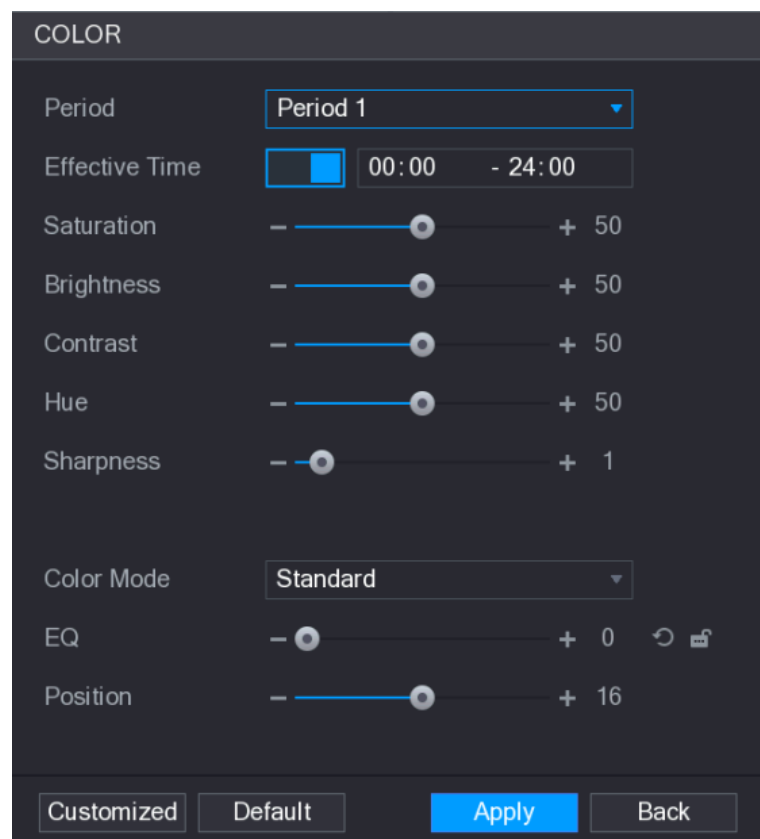 COLOR
Period Period 1
Effective Time 00:00 - 24:00
Saturation - + 50
Brightness - + 50
Contrast - + 50
Hue - + 50
Sharpness - + 1
Color Mode Standard
EQ - + 0
Position - + 16
Customized Default Apply Back